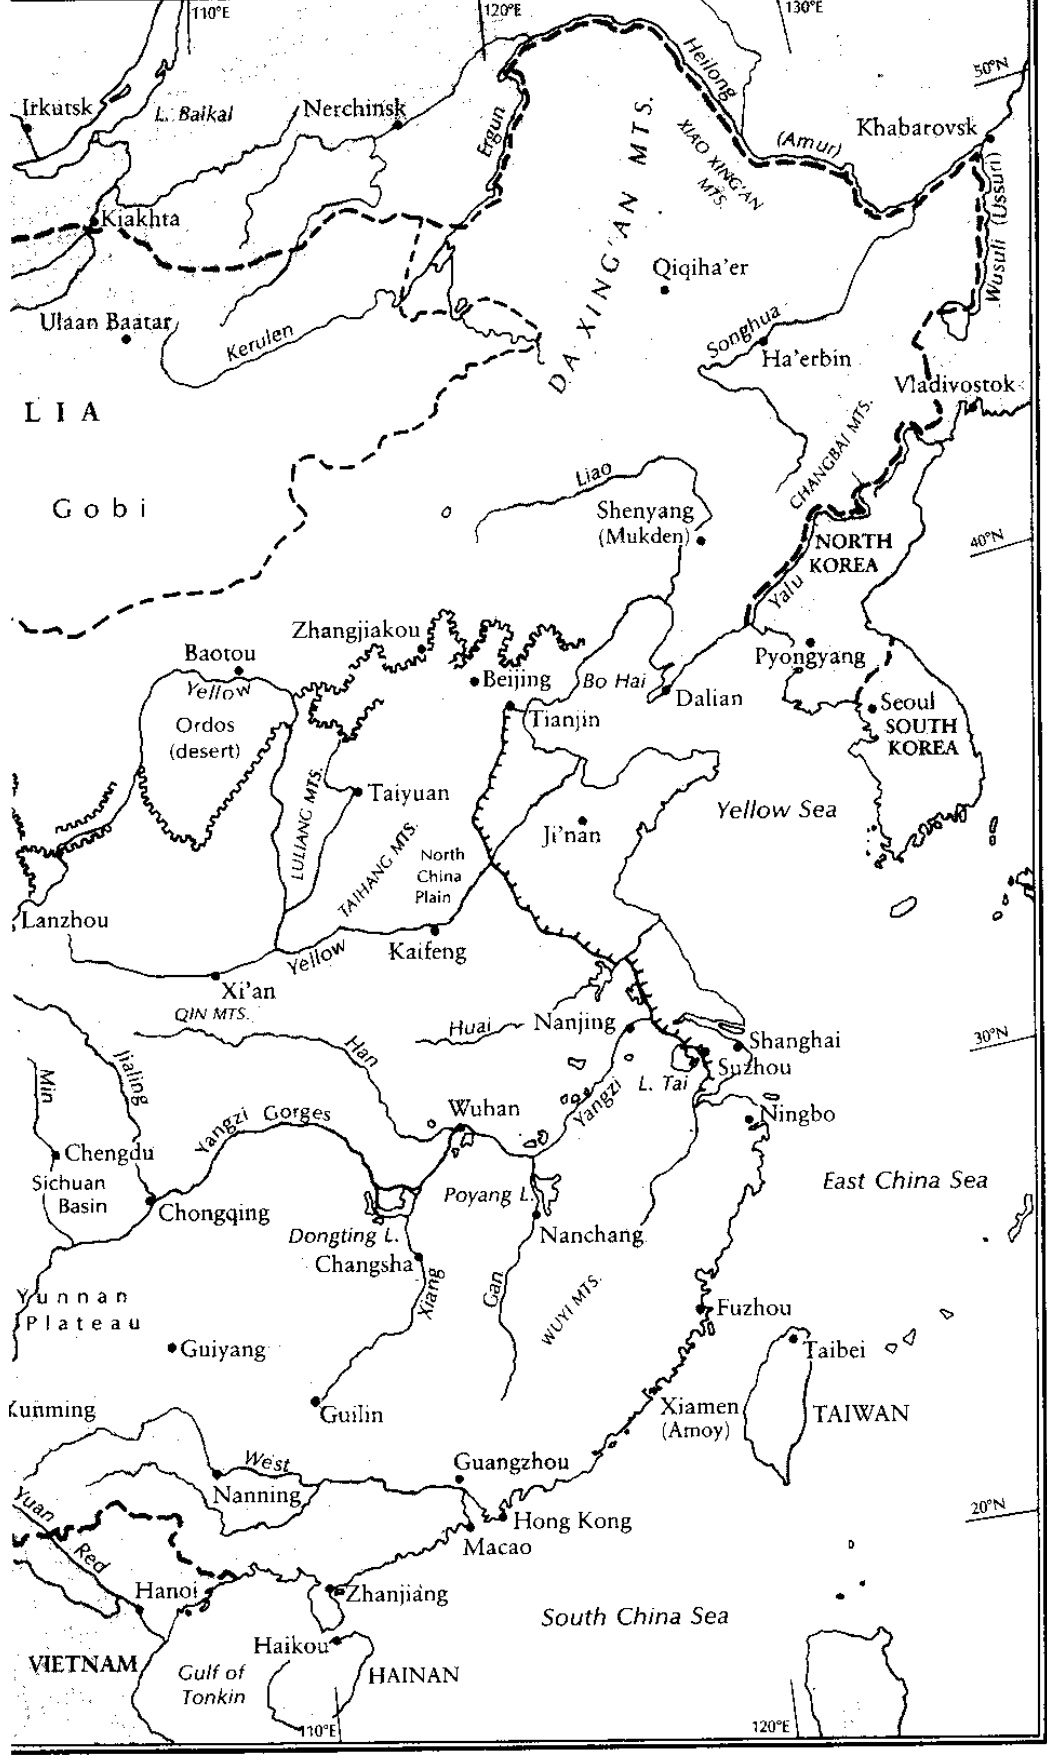 110°E
120°E
130°E
50°N
Irkutsk
L. Baikal
Nerchinsk
Ergun
Heilong
(Amur)
Khabarovsk
XIAO XING'AN
MTS.
DA XING'AN MTS.
Wusuli (Ussuri)
Kiakhta
Qiqiha'er
Ulaan Baatar
Kerulen
Songhua
Ha'erbin
Vladivostok
LIA
CHANGBAI MTS.
Gobi
Liao
Shenyang
(Mukden)
40°N
NORTH
KOREA
Yalu
Zhangjiakou
Baotou
Yellow
Beijing
Bo Hai
Pyongyang
Dalian
Seoul
SOUTH
KOREA
Ordos
(desert)
Tianjin
LULIANG MTS.
Taiyuan
Yellow Sea
Ji'nan
TAIHANG MTS.
North
China
Plain
Lanzhou
Kaifeng
Yellow
Xi'an
QIN MTS.
Huai
Nanjing
Han
30°N
Shanghai
Suzhou
L. Tai
Jialing
Min
Yangzi
Yangzi Gorges
Wuhan
Ningbo
Chengdu
Sichuan
Basin
Chongqing
Poyang L.
East China Sea
Dongting L.
Nanchang
Changsha
Xiang
Gan
WUYI MTS.
Yunnan
Plateau
Fuzhou
Guiyang
Taibei
Kunming
Guilin
Xiamen
(Amoy)
TAIWAN
West
Guangzhou
Nanning
Yuan
20°N
Hong Kong
Macao
Red
Hanoi
Zhanjiang
South China Sea
Haikou
VIETNAM
Gulf of
Tonkin
HAINAN
110°E
120°E